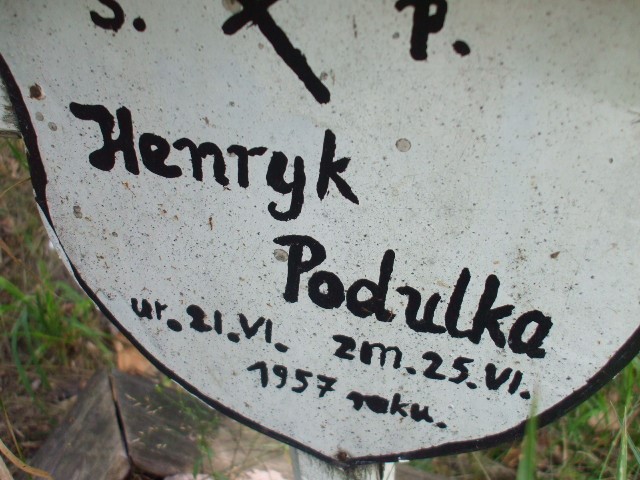 S. P.
Henryk
Podulka
ur. 21.VI. zm. 25.VI.
1957 roku.